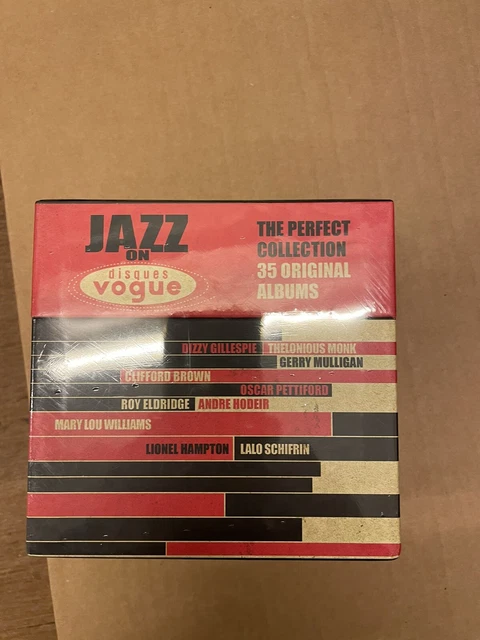 JAZZ
ON
disques
vogue
THE PERFECT
COLLECTION
35 ORIGINAL
ALBUMS
DIZZY GILLESPIE THELONIOUS MONK
GERRY MULLIGAN
CLIFFORD BROWN
OSCAR PETTIFORD
ROY ELDRIDGE ANDRE HODEIR
MARY LOU WILLIAMS
LIONEL HAMPTON LALO SCHIFRIN